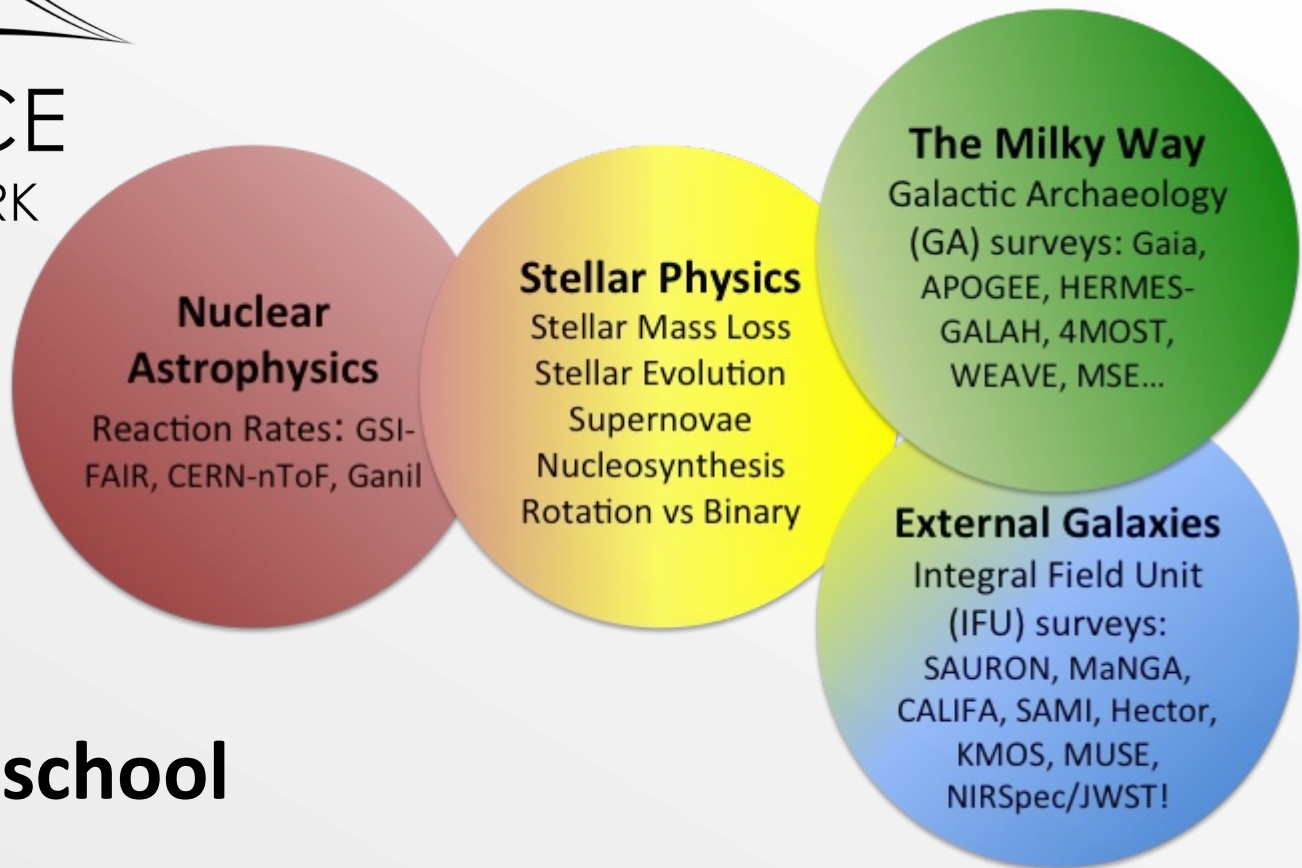 CE
RK
Nuclear
Astrophysics
Reaction Rates: GSI-
FAIR, CERN-nToF, Ganil
Stellar Physics
Stellar Mass Loss
Stellar Evolution
Supernovae
Nucleosynthesis
Rotation vs Binary
The Milky Way
Galactic Archaeology
(GA) surveys: Gaia,
APOGEE, HERMES-
GALAH, 4MOST,
WEAVE, MSE...
External Galaxies
Integral Field Unit
(IFU) surveys:
SAURON, MaNGA,
CALIFA, SAMI, Hector,
KMOS, MUSE,
NIRSpec/JWST!
school